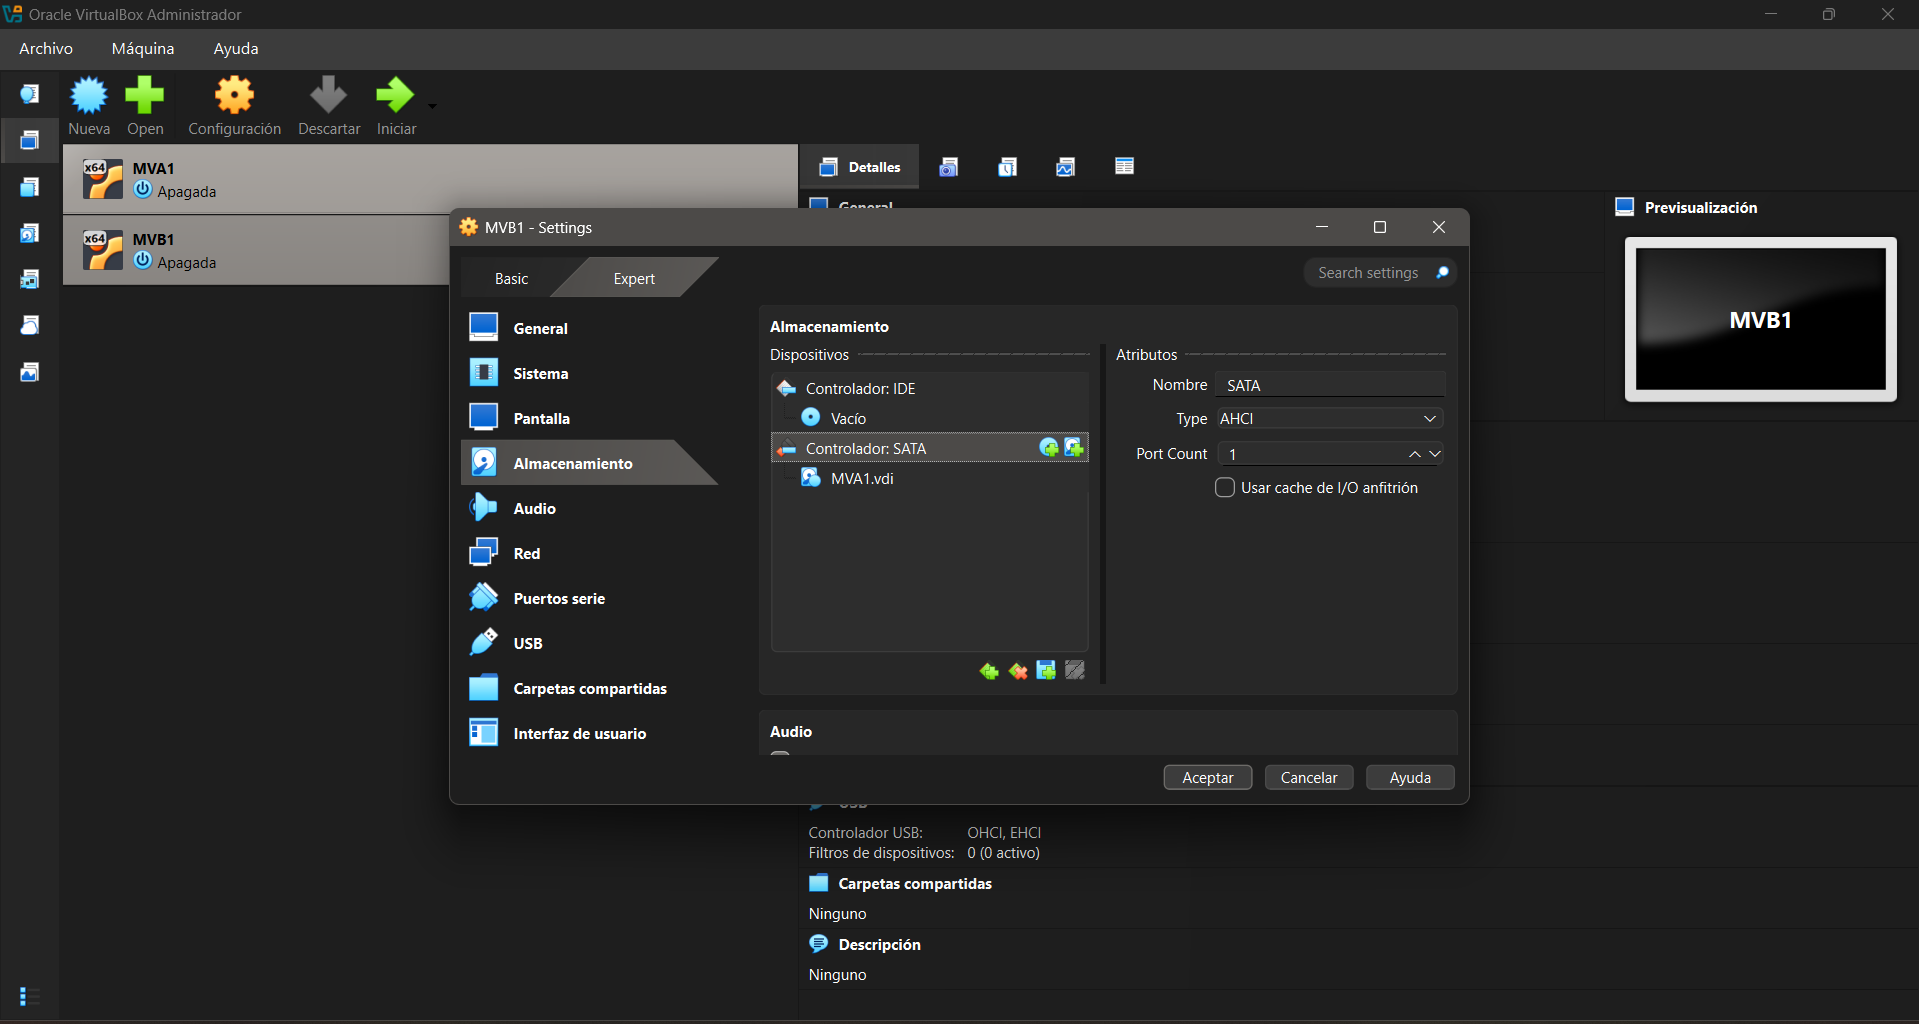 Oracle VirtualBox Administrador
Archivo Máquina Ayuda
Nueva Open Configuración Descartar Iniciar
x64 MVA1
Apagada
x64 MVB1
Apagada
Detalles
General
Previsualización
MVB1
MVB1 - Settings
Basic Expert
Search settings
General
Sistema
Pantalla
Almacenamiento
Audio
Red
Puertos serie
USB
Carpetas compartidas
Interfaz de usuario
Almacenamiento
Dispositivos
Controlador: IDE
Vacío
Controlador: SATA
MVA1.vdi
Atributos
Nombre SATA
Type AHCI
Port Count 1
Usar cache de I/O anfitrión
Audio
Aceptar Cancelar Ayuda
USB
Controlador USB: OHCI, EHCI
Filtros de dispositivos: 0 (0 activo)
Carpetas compartidas
Ninguno
Descripción
Ninguno